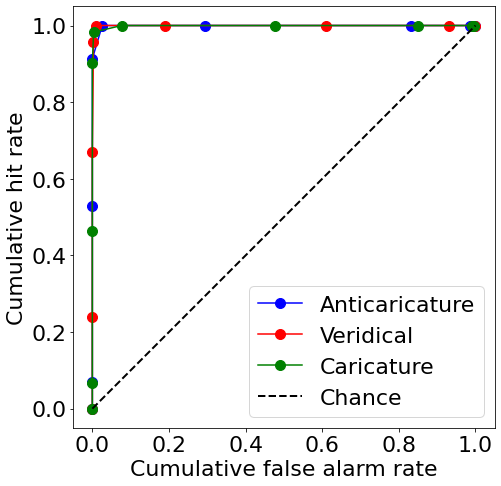 1.0
0.8
0.6
0.4
0.2
0.0
Cumulative hit rate
Anticaricature
Veridical
Caricature
Chance
0.0 0.2 0.4 0.6 0.8 1.0
Cumulative false alarm rate